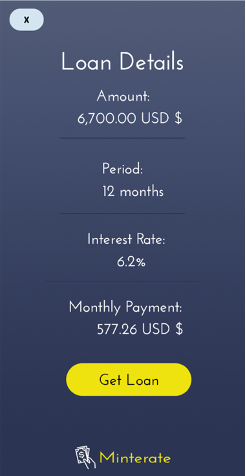 x
Loan Details
Amount:
6,700.00 USD $
Period:
12 months
Interest Rate:
6.2%
Monthly Payment:
577.26 USD $
Get Loan
Minterate